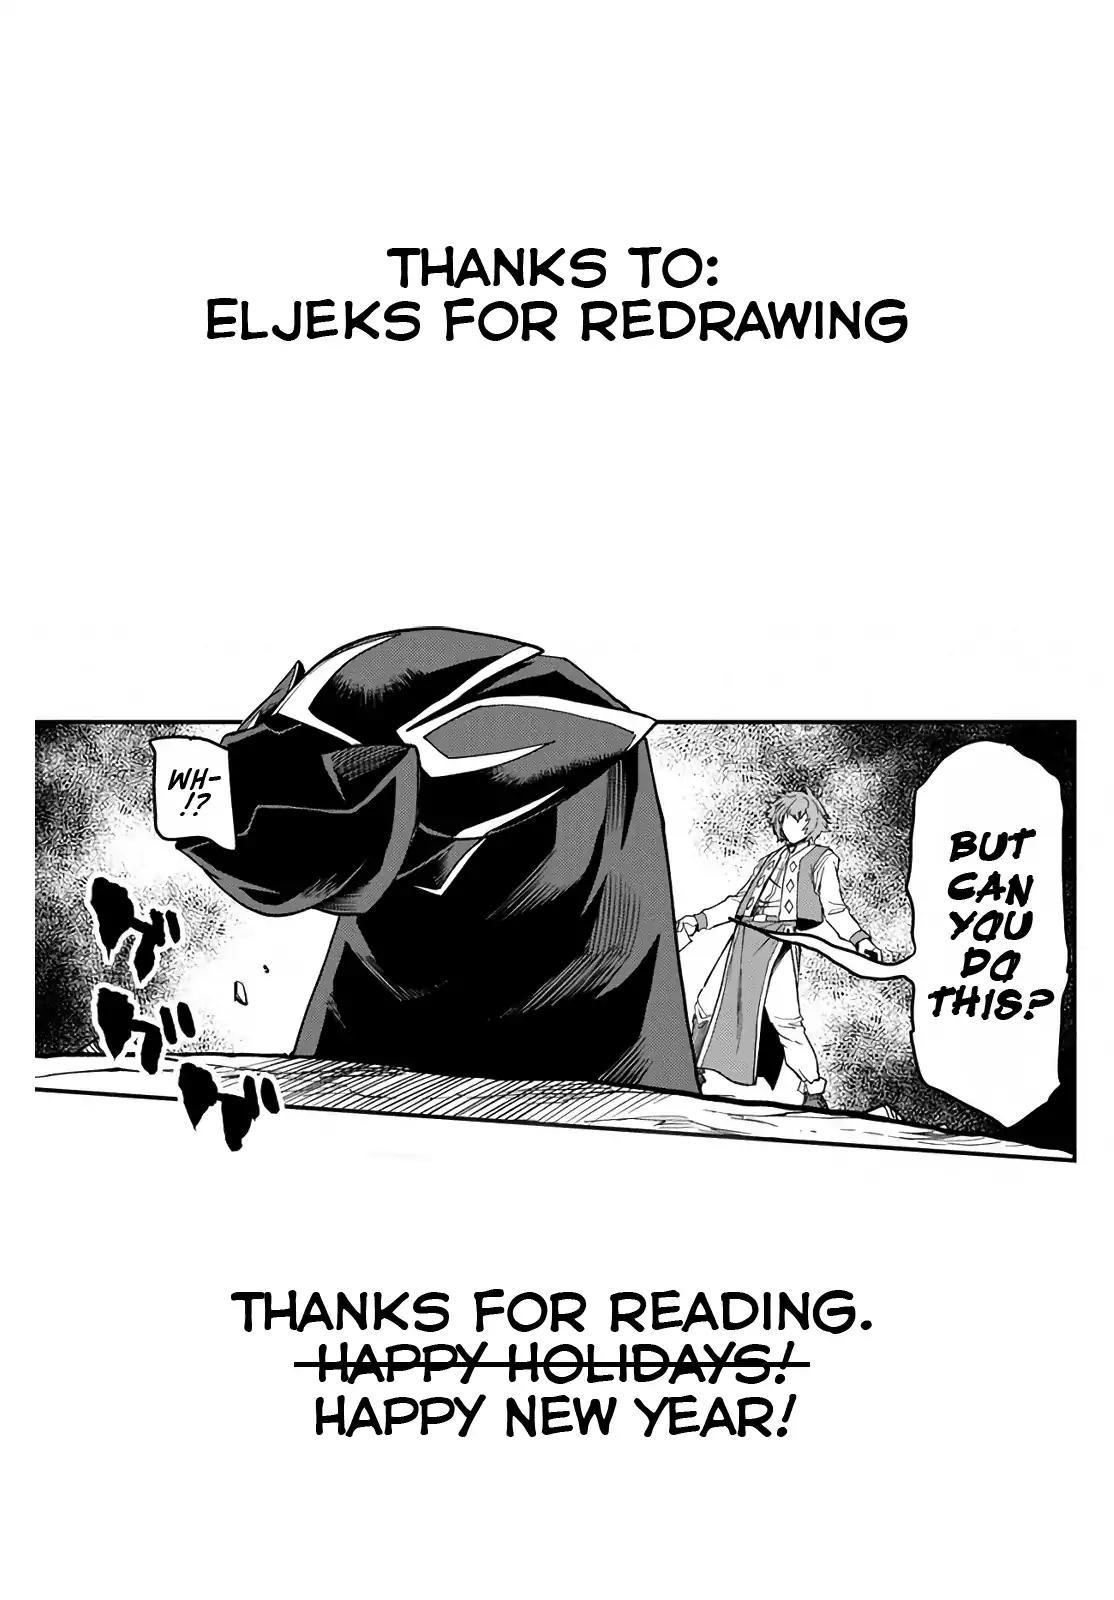 THANKS TO:
ELJEKS FOR REDRAWING
BUT
CAN
YOU
DO
THIS?
WH-
!?
THANKS FOR READING.
HAPPY HOLIDAYS!
HAPPY NEW YEAR!